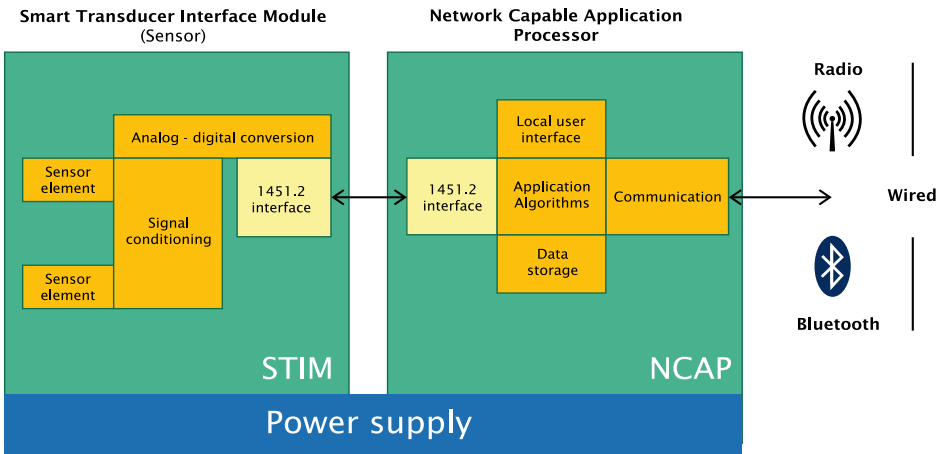 Smart Transducer Interface Module
(Sensor)
Network Capable Application
Processor
Analog - digital conversion
Sensor
element
Signal
conditioning
1451.2
interface
Sensor
element
STIM
Local user
interface
1451.2
interface
Application
Algorithms
Communication
Data
storage
NCAP
Radio
Wired
Bluetooth
Power supply